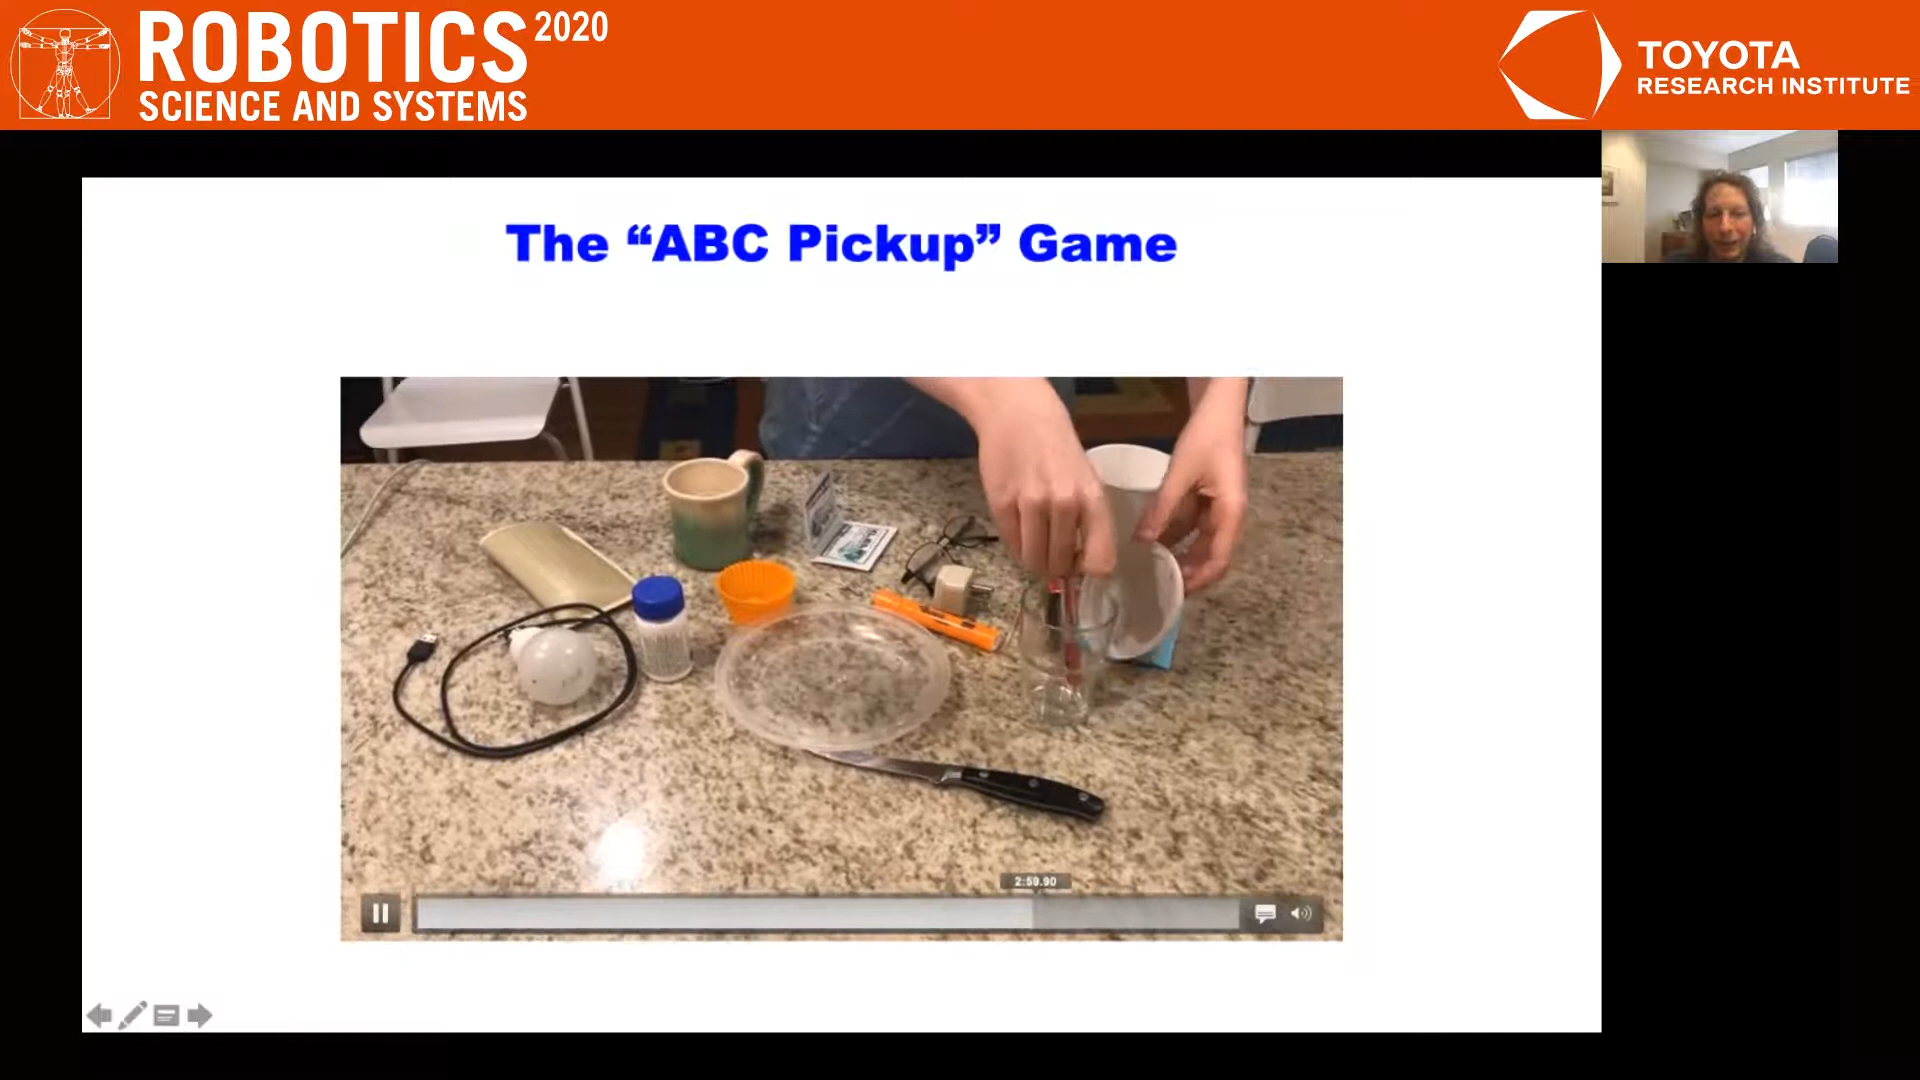 ROBOTICS 2020
SCIENCE AND SYSTEMS
TOYOTA
RESEARCH INSTITUTE
The “ABC Pickup” Game
2:59.90